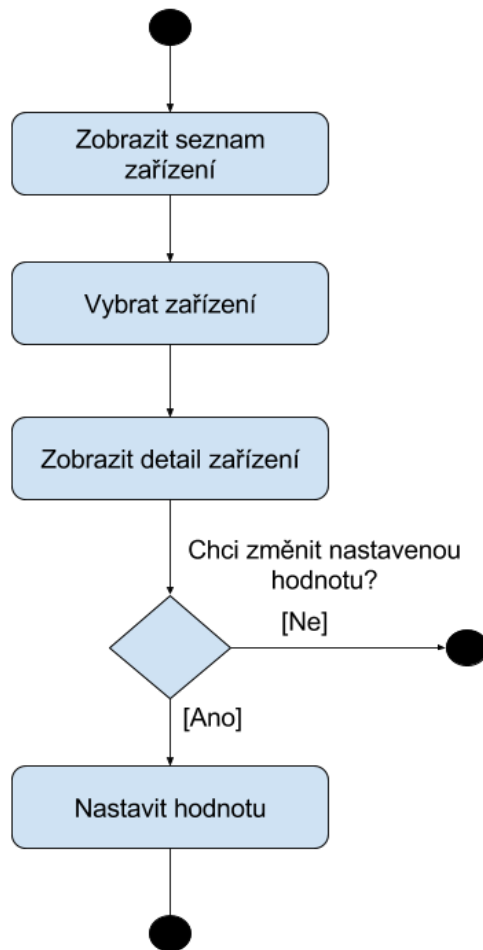 Zobrazit seznam
zařízení
Vybrat zařízení
Zobrazit detail zařízení
Chci změnit nastavenou
hodnotu?
[Ne]
[Ano]
Nastavit hodnotu